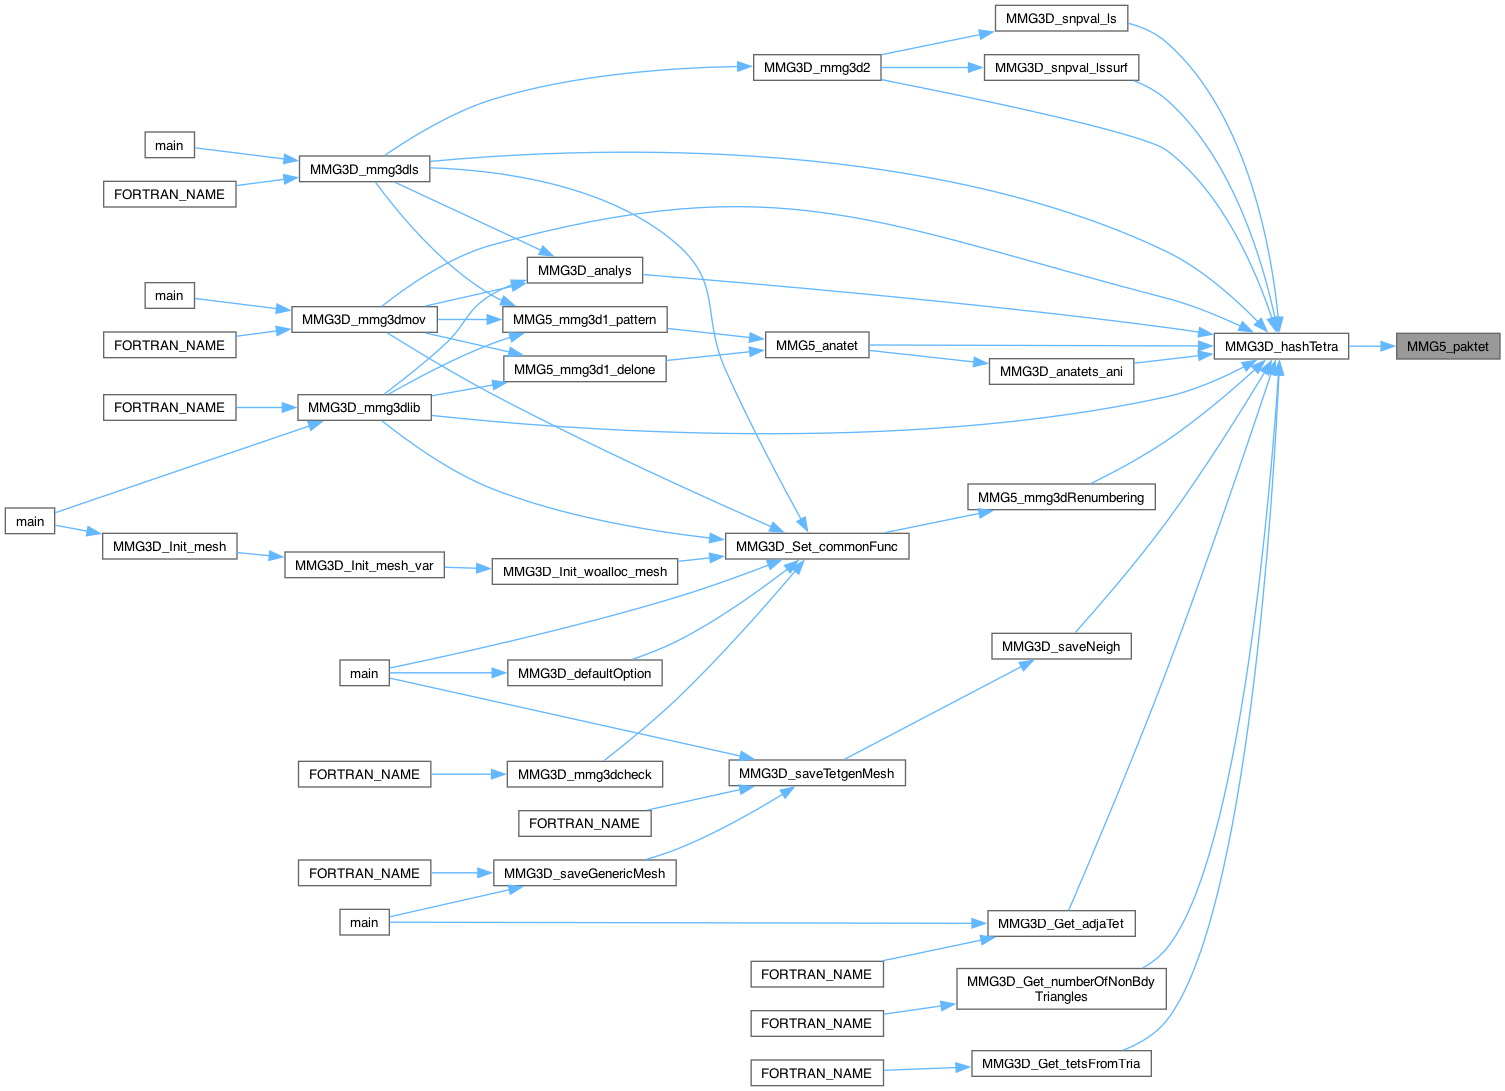 MMG3D_snpval_ls
MMG3D_mmg3d2
MMG3D_snpval_lssurf
main
MMG3D_mmg3dls
FORTRAN_NAME
MMG3D_analys
main
MMG3D_mmg3dmov
MMG5_mmg3d1_pattern
FORTRAN_NAME
MMG5_anatet
MMG3D_hashTetra
MMG5_paktet
MMG5_mmg3d1_delone
MMG3D_anatets_ani
FORTRAN_NAME
MMG3D_mmg3dlib
MMG5_mmg3dRenumbering
main
MMG3D_Init_mesh
MMG3D_Set_commonFunc
MMG3D_Init_mesh_var
MMG3D_Init_woalloc_mesh
MMG3D_saveNeigh
main
MMG3D_defaultOption
FORTRAN_NAME
MMG3D_mmg3dcheck
MMG3D_saveTetgenMesh
FORTRAN_NAME
FORTRAN_NAME
MMG3D_saveGenericMesh
main
MMG3D_Get_adjaTet
FORTRAN_NAME
MMG3D_Get_numberOfNonBdy
Triangles
FORTRAN_NAME
MMG3D_Get_tetsFromTria
FORTRAN_NAME